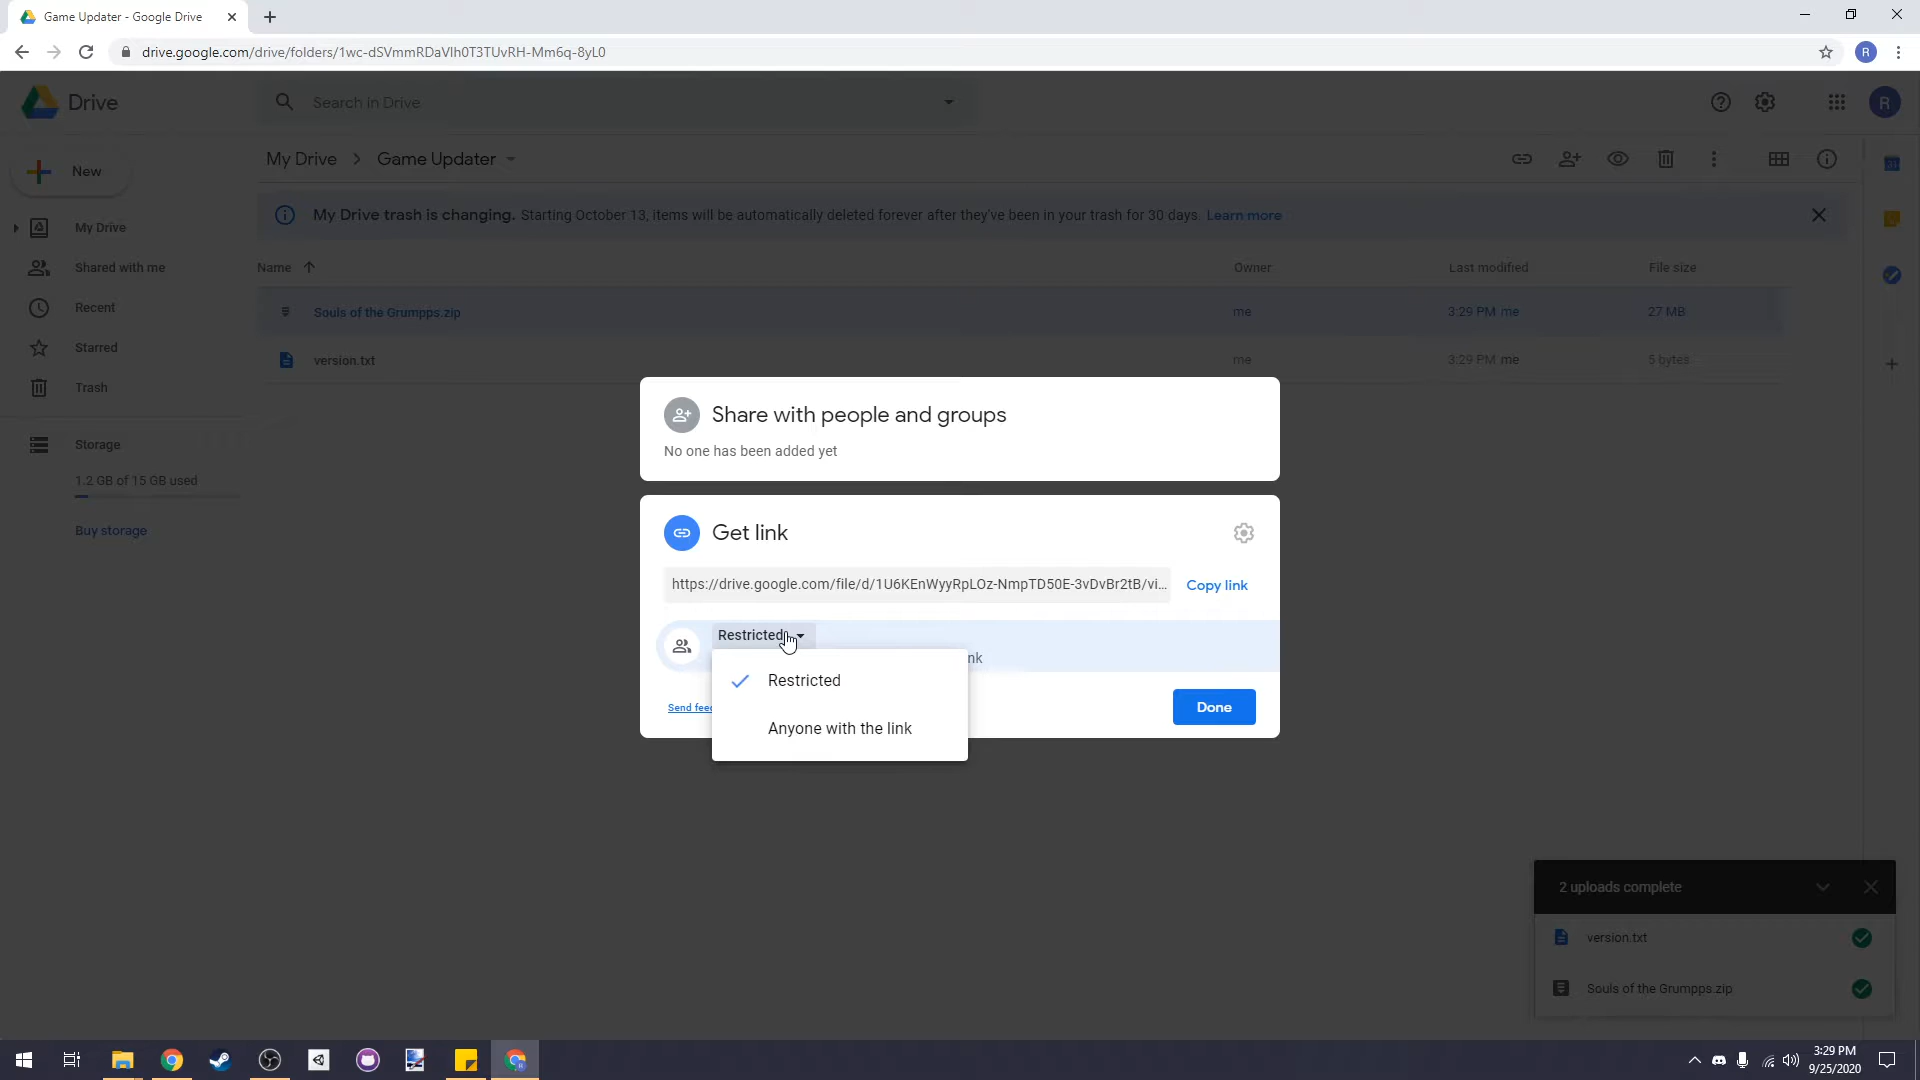 Game Updater - Google Drive
drive.google.com/drive/folders/1wc-dSVmmRDaVlh0T3TUvRH-Mm6q-8yL0
R
Drive
Search in Drive
R
New
My Drive
Game Updater
My Drive trash is changing. Starting October 13, items will be automatically deleted forever after they've been in your trash for 30 days. Learn more
My Drive
Shared with me
Recent
Starred
Trash
Storage
1.2 GB of 15 GB used
Buy storage
Name
Owner
Last modified
File size
Souls of the Grumpps.zip
me
3:29 PM me
27 MB
version.txt
me
3:29 PM me
5 bytes
31
Share with people and groups
No one has been added yet
Get link
https://drive.google.com/file/d/1U6KEnWyyRpLOz-NmpTD50E-3vDvBr2tB/vi...
Copy link
Restricted
nk
Restricted
Anyone with the link
Send feed
Done
2 uploads complete
version.txt
Souls of the Grumpps.zip
3:29 PM
9/25/2020